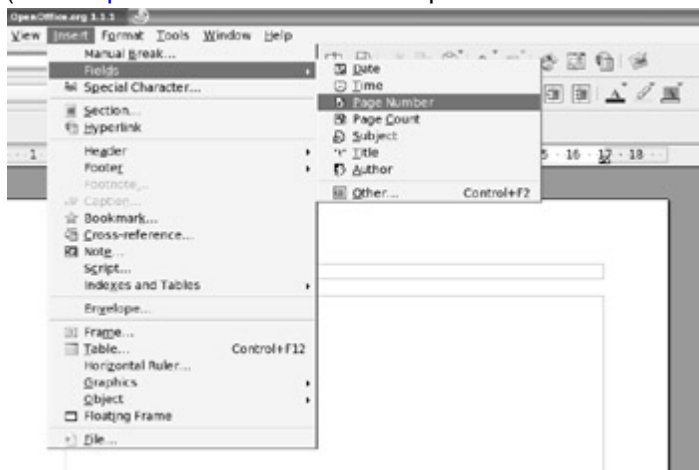 OpenOffice.org 1.1.1
View Insert Format Tools Window Help
Manual Break...
Fields
Special Character...
Section...
Hyperlink
Header
Footer
Footnote...
Caption...
Bookmark...
Cross-reference...
Note...
Script...
Indexes and Tables
Envelope...
Frame...
Table... Control+F12
Horizontal Ruler...
Graphics
Object
Floating Frame
File...
Date
Time
Page Number
Page Count
Subject
Title
Author
Other... Control+F2
1
16 17 18